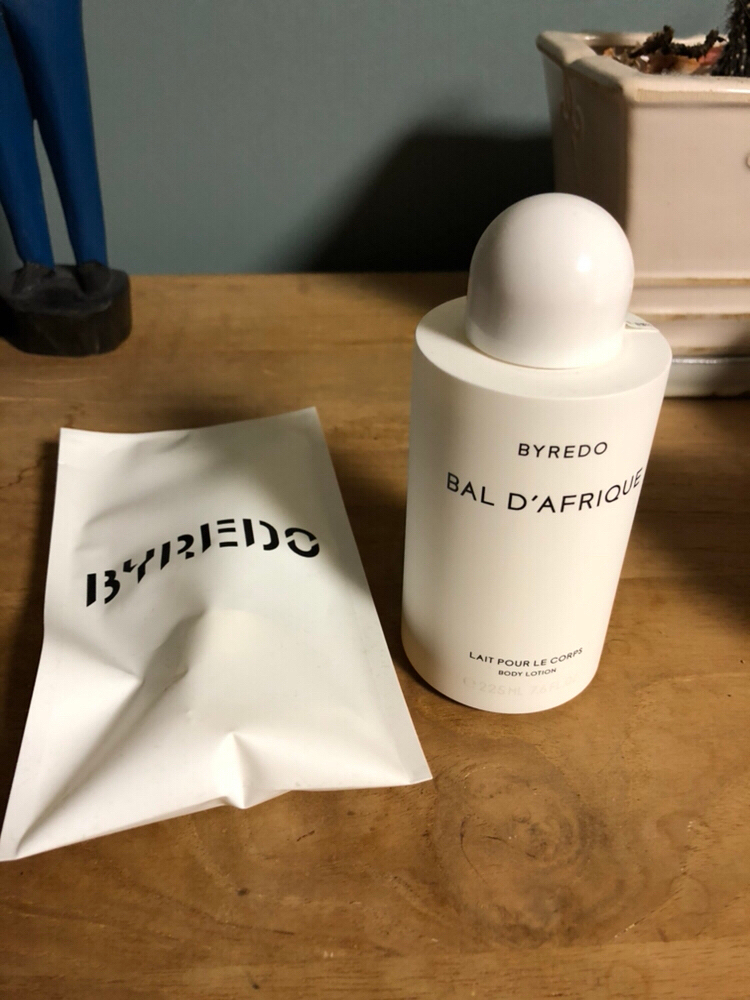 BYREDO
BYREDO
BAL D'AFRIQUE
LAIT POUR LE CORPS
BODY LOTION